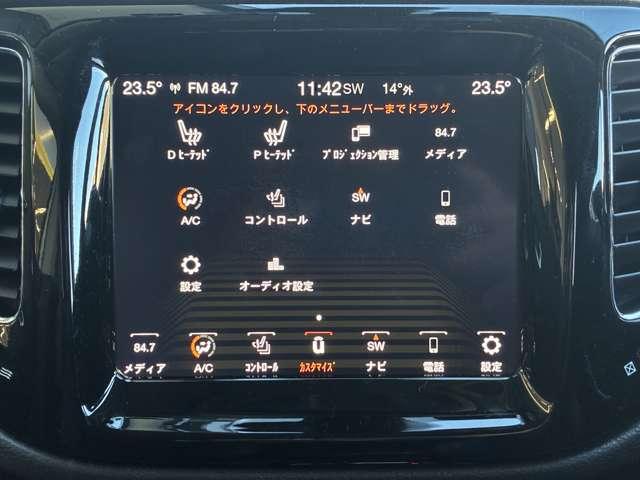 23.5° FM 84.7 11:42 SW 14°外 23.5°
アイコンをクリックし、下のメニューバーまでドラッグ。
84.7
Dヒーテッド Pヒーテッド プロジェクション管理 メディア
SW
A/C コントロール ナビ 電話
設定 オーディオ設定
84.7 SW
メディア A/C コントロール カスタマイズ ナビ 電話 設定